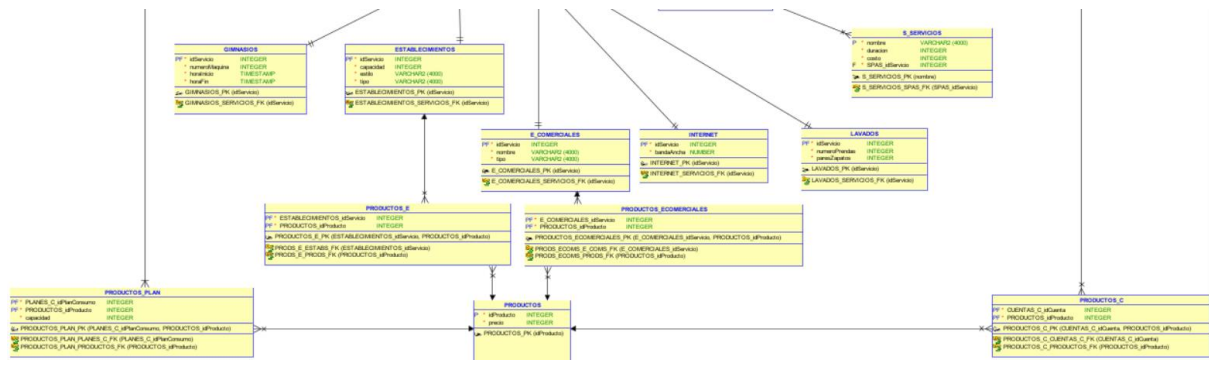 S_SERVICIOS
P * nombre VARCHAR2 (4000)
* duracion INTEGER
* costo INTEGER
F * SPAS_idServicio INTEGER
S_SERVICIOS_PK (nombre)
S_SERVICIOS_SPAS_FK (SPAS_idServicio)
GIMNASIOS
PF* idServicio INTEGER
* numeroMaquina INTEGER
* horaInicio TIMESTAMP
* horaFin TIMESTAMP
GIMNASIOS_PK (idServicio)
GIMNASIOS_SERVICIOS_FK (idServicio)
ESTABLECIMIENTOS
PF* idServicio INTEGER
* capacidad INTEGER
* estilo VARCHAR2 (4000)
* tipo VARCHAR2 (4000)
ESTABLECIMIENTOS_PK (idServicio)
ESTABLECIMIENTOS_SERVICIOS_FK (idServicio)
E_COMERCIALES
PF* idServicio INTEGER
* nombre VARCHAR2 (4000)
* tipo VARCHAR2 (4000)
E_COMERCIALES_PK (idServicio)
E_COMERCIALES_SERVICIOS_FK (idServicio)
INTERNET
PF* idServicio INTEGER
* bandaAncha NUMBER
INTERNET_PK (idServicio)
INTERNET_SERVICIOS_FK (idServicio)
LAVADOS
PF* idServicio INTEGER
* numeroPrendas INTEGER
* paresZapatos INTEGER
LAVADOS_PK (idServicio)
LAVADOS_SERVICIOS_FK (idServicio)
PRODUCTOS_E
PF* ESTABLECIMIENTOS_idServicio INTEGER
PF* PRODUCTOS_idProducto INTEGER
PRODUCTOS_E_PK (ESTABLECIMIENTOS_idServicio, PRODUCTOS_idProducto)
PRODS_E_ESTABS_FK (ESTABLECIMIENTOS_idServicio)
PRODS_E_PRODS_FK (PRODUCTOS_idProducto)
PRODUCTOS_ECOMERCIALES
PF* E_COMERCIALES_idServicio INTEGER
PF* PRODUCTOS_idProducto INTEGER
PRODUCTOS_ECOMERCIALES_PK (E_COMERCIALES_idServicio, PRODUCTOS_idProducto)
PRODS_ECOMS_E_COMS_FK (E_COMERCIALES_idServicio)
PRODS_ECOMS_PRODS_FK (PRODUCTOS_idProducto)
PRODUCTOS_PLAN
PF* PLANES_C_idPlanConsumo INTEGER
PF* PRODUCTOS_idProducto INTEGER
* capacidad INTEGER
PRODUCTOS_PLAN_PK (PLANES_C_idPlanConsumo, PRODUCTOS_idProducto)
PRODUCTOS_PLAN_PLANES_C_FK (PLANES_C_idPlanConsumo)
PRODUCTOS_PLAN_PRODUCTOS_FK (PRODUCTOS_idProducto)
PRODUCTOS
P * idProducto INTEGER
* precio INTEGER
PRODUCTOS_PK (idProducto)
PRODUCTOS_C
PF* CUENTAS_C_idCuenta INTEGER
PF* PRODUCTOS_idProducto INTEGER
PRODUCTOS_C_PK (CUENTAS_C_idCuenta, PRODUCTOS_idProducto)
PRODUCTOS_C_CUENTAS_C_FK (CUENTAS_C_idCuenta)
PRODUCTOS_C_PRODUCTOS_FK (PRODUCTOS_idProducto)